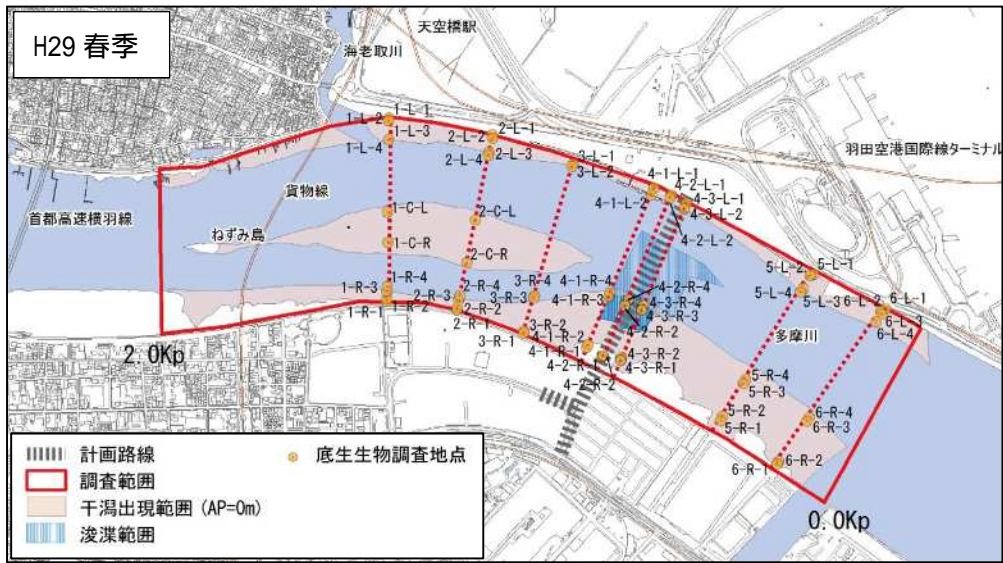 H29 春季
天空橋駅
海老取川
羽田空港国際線ターミナル
首都高速横羽線
貨物線
ねずみ島
多摩川
1-L-1
1-L-2
1-L-3
1-L-4
1-C-L
1-C-R
1-R-4
1-R-3
1-R-2
1-R-1
2-L-1
2-L-2
2-L-3
2-L-4
2-C-L
2-C-R
2-R-4
2-R-3
2-R-2
2-R-1
3-L-1
3-L-2
3-R-4
3-R-3
3-R-2
3-R-1
4-1-L-1
4-1-L-2
4-1-R-4
4-1-R-3
4-1-R-2
4-1-R-1
4-2-L-1
4-2-L-2
4-2-R-4
4-2-R-2
4-2-R-1
4-2-R-2
4-3-L-1
4-3-L-2
4-3-R-4
4-3-R-3
4-3-R-2
4-3-R-1
5-L-1
5-L-2
5-L-3
5-L-4
5-R-4
5-R-3
5-R-2
5-R-1
6-L-1
6-L-2
6-L-3
6-L-4
6-R-4
6-R-3
6-R-2
6-R-1
2.0Kp
0.0Kp
計画路線
底生生物調査地点
調査範囲
干潟出現範囲 (AP=0m)
浚渫範囲